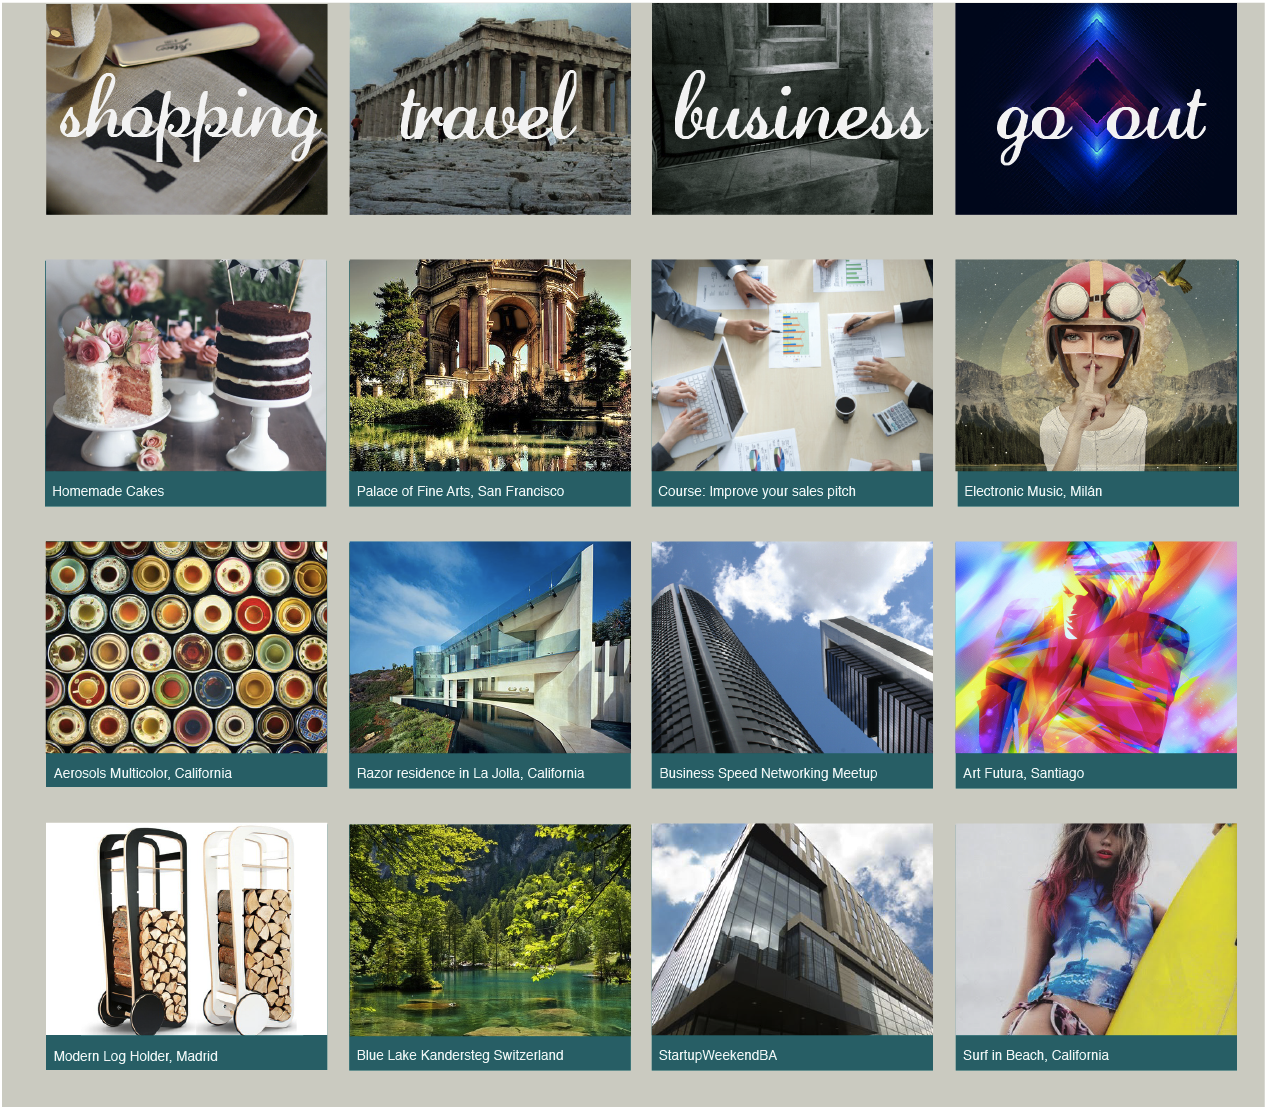 shopping
travel
business
go out
Homemade Cakes
Palace of Fine Arts, San Francisco
Course: Improve your sales pitch
Electronic Music, Milán
Aerosols Multicolor, California
Razor residence in La Jolla, California
Business Speed Networking Meetup
Art Futura, Santiago
Modern Log Holder, Madrid
Blue Lake Kandersteg Switzerland
StartupWeekendBA
Surf in Beach, California